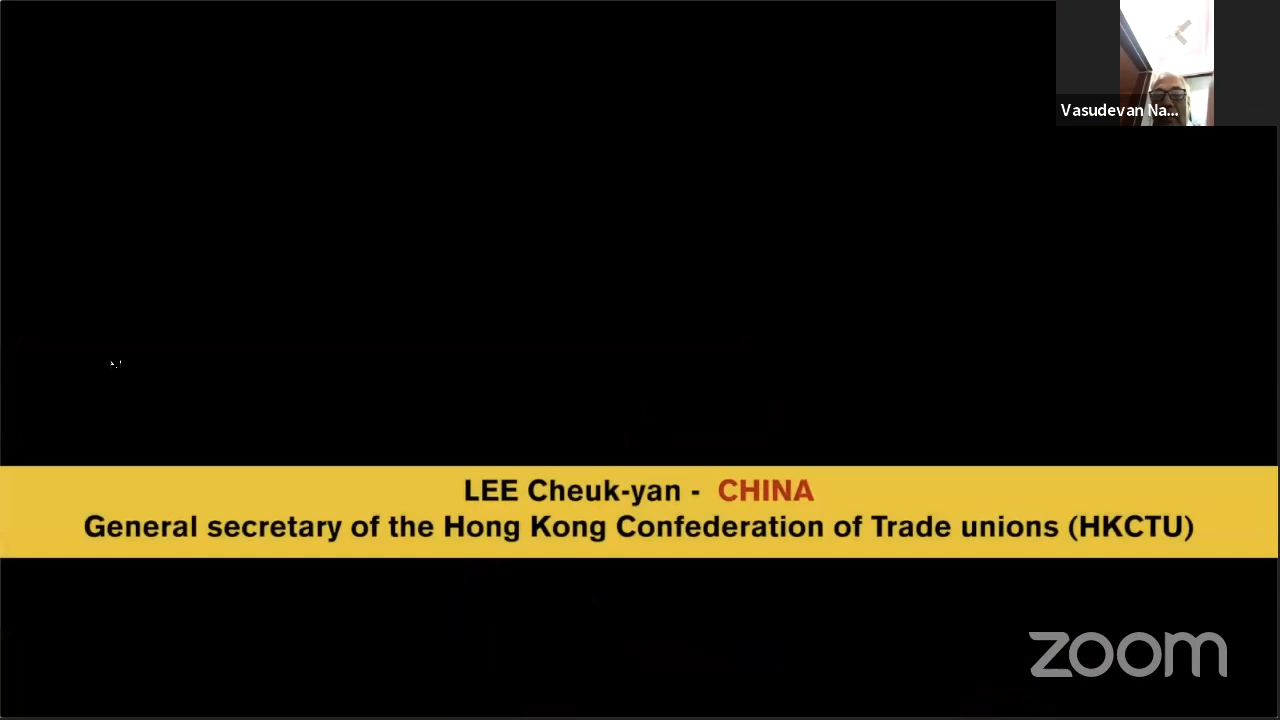 Vasudevan Na...
LEE Cheuk-yan - CHINA
General secretary of the Hong Kong Confederation of Trade unions (HKCTU)
zoom